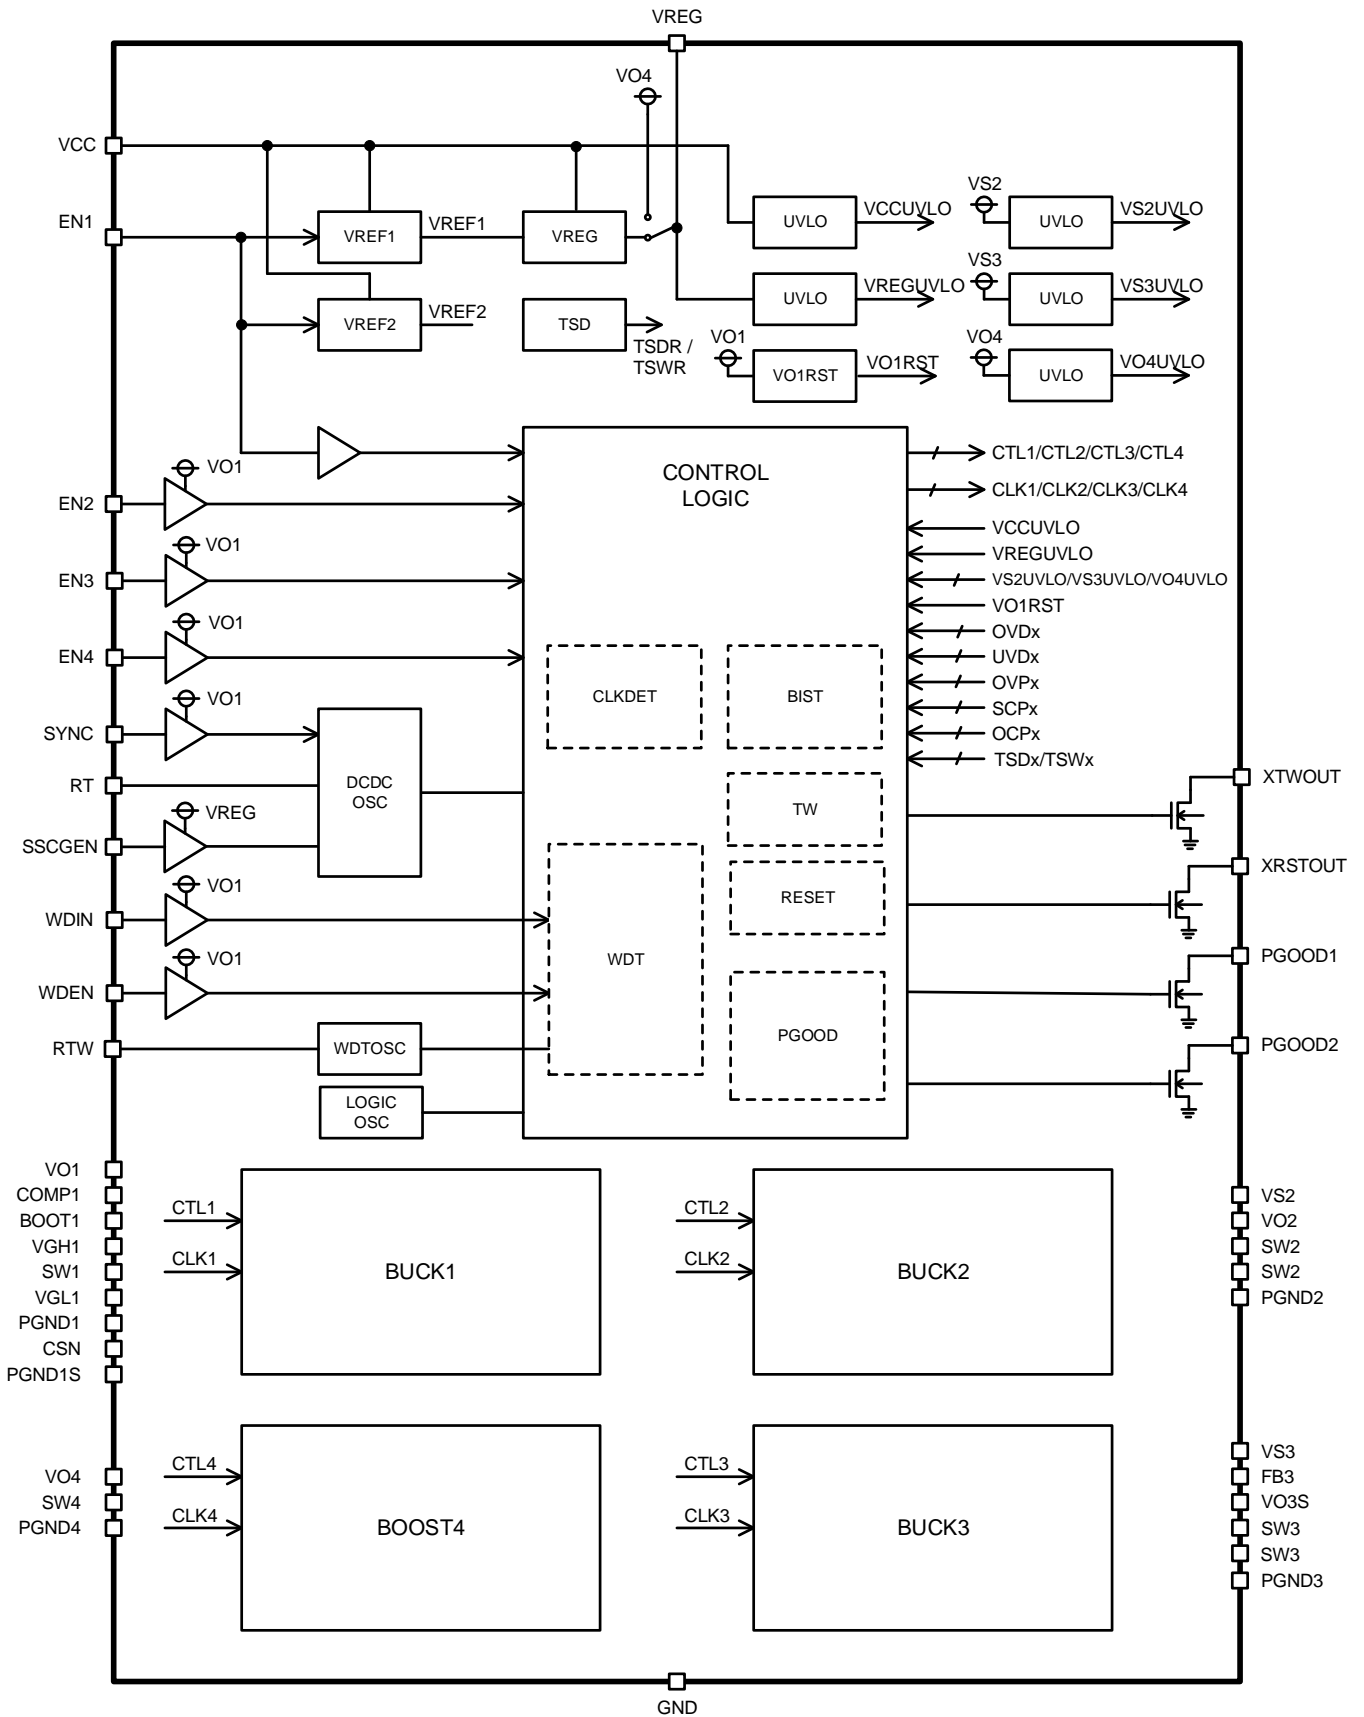 VREG
VO4
VCC
EN1
VREF1
VREF1
VREG
VREF2
VREF2
TSD
TSDR /
TSWR
UVLO
VCCUVLO
VS2
UVLO
VS2UVLO
UVLO
VREGUVLO
VS3
UVLO
VS3UVLO
VO1
VO1RST
VO1RST
VO4
UVLO
VO4UVLO
CONTROL
LOGIC
CTL1/CTL2/CTL3/CTL4
CLK1/CLK2/CLK3/CLK4
VCCUVLO
VREGUVLO
VS2UVLO/VS3UVLO/VO4UVLO
VO1RST
OVDx
UVDx
OVPx
SCPx
OCPx
TSDx/TSWx
VO1
EN2
VO1
EN3
VO1
EN4
VO1
SYNC
RT
DCDC
OSC
VREG
SSCGEN
VO1
WDIN
VO1
WDEN
RTW
WDTOSC
LOGIC
OSC
CLKDET
BIST
TW
RESET
WDT
PGOOD
XTWOUT
XRSTOUT
PGOOD1
PGOOD2
VO1
COMP1
BOOT1
VGH1
SW1
VGL1
PGND1
CSN
PGND1S
CTL1
CLK1
BUCK1
CTL2
CLK2
BUCK2
VS2
VO2
SW2
SW2
PGND2
VO4
SW4
PGND4
CTL4
CLK4
BOOST4
CTL3
CLK3
BUCK3
VS3
FB3
VO3S
SW3
SW3
PGND3
GND